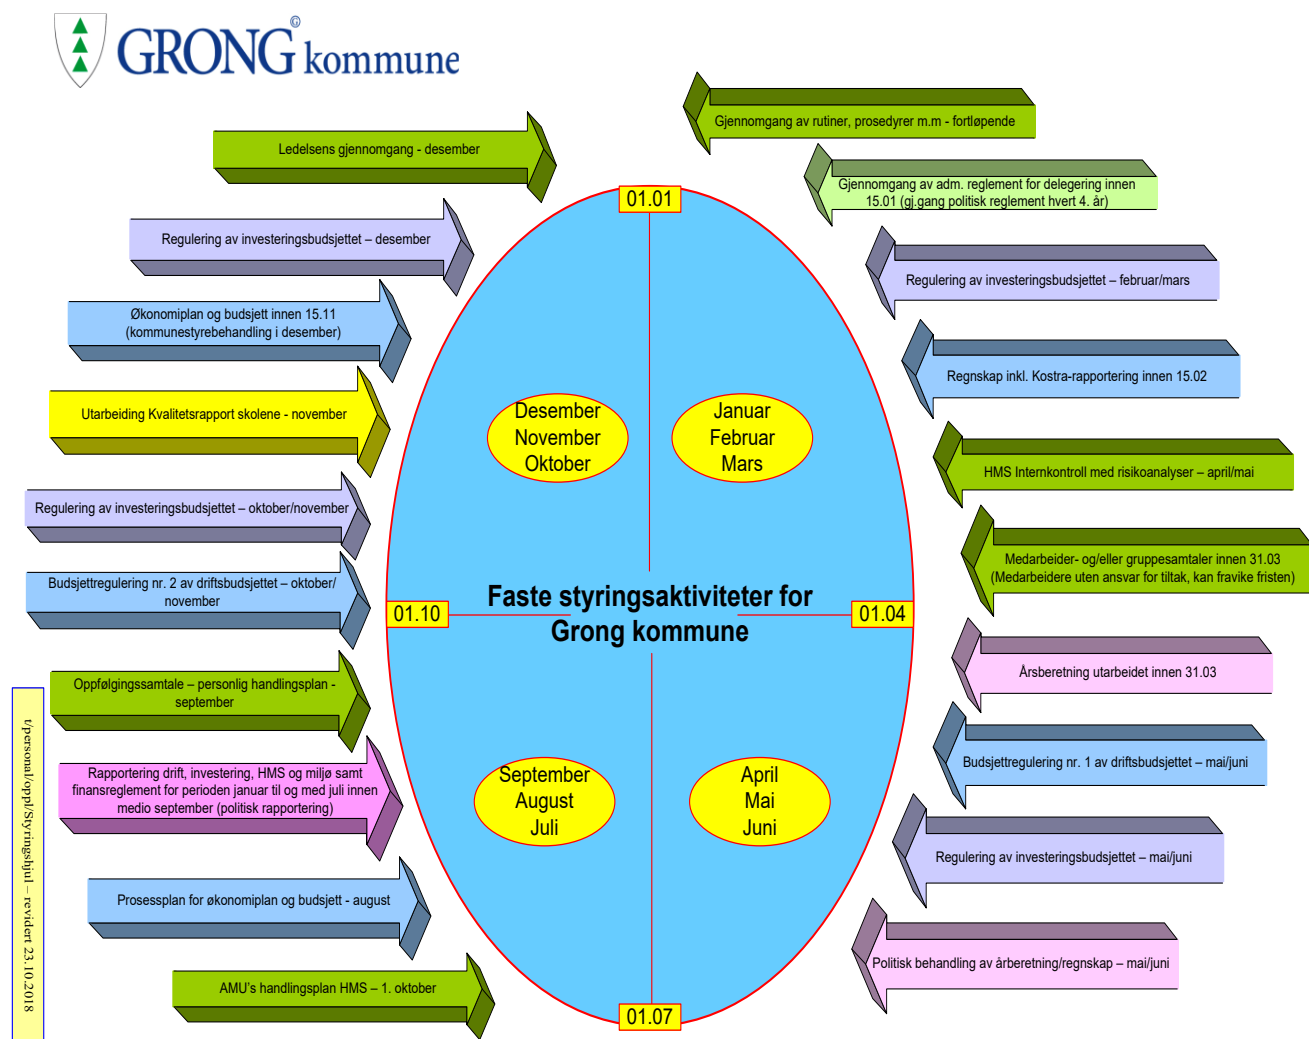 GRONG kommune
G
Gjennomgang av rutiner, prosedyrer m.m - fortløpende
Gjennomgang av adm. reglement for delegering innen
15.01 (gj.gang politisk reglement hvert 4. år)
Regulering av investeringsbudsjettet – februar/mars
Regnskap inkl. Kostra-rapportering innen 15.02
HMS Internkontroll med risikoanalyser – april/mai
Medarbeider- og/eller gruppesamtaler innen 31.03
(Medarbeidere uten ansvar for tiltak, kan fravike fristen)
Årsberetning utarbeidet innen 31.03
Budsjettregulering nr. 1 av driftsbudsjettet – mai/juni
Regulering av investeringsbudsjettet – mai/juni
Politisk behandling av årberetning/regnskap – mai/juni
Ledelsens gjennomgang - desember
Regulering av investeringsbudsjettet – desember
Økonomiplan og budsjett innen 15.11
(kommunestyrebehandling i desember)
Utarbeiding Kvalitetsrapport skolene - november
Regulering av investeringsbudsjettet – oktober/november
Budsjettregulering nr. 2 av driftsbudsjettet – oktober/
november
Oppfølgingssamtale – personlig handlingsplan -
september
Rapportering drift, investering, HMS og miljø samt
finansreglement for perioden januar til og med juli innen
medio september (politisk rapportering)
Prosessplan for økonomiplan og budsjett - august
AMU's handlingsplan HMS – 1. oktober
01.01
Desember
November
Oktober
Januar
Februar
Mars
Faste styringsaktiviteter for
Grong kommune
01.10
01.04
September
August
Juli
April
Mai
Juni
01.07
t/personal/oppl/Styringshjul – revidert 23.10.2018